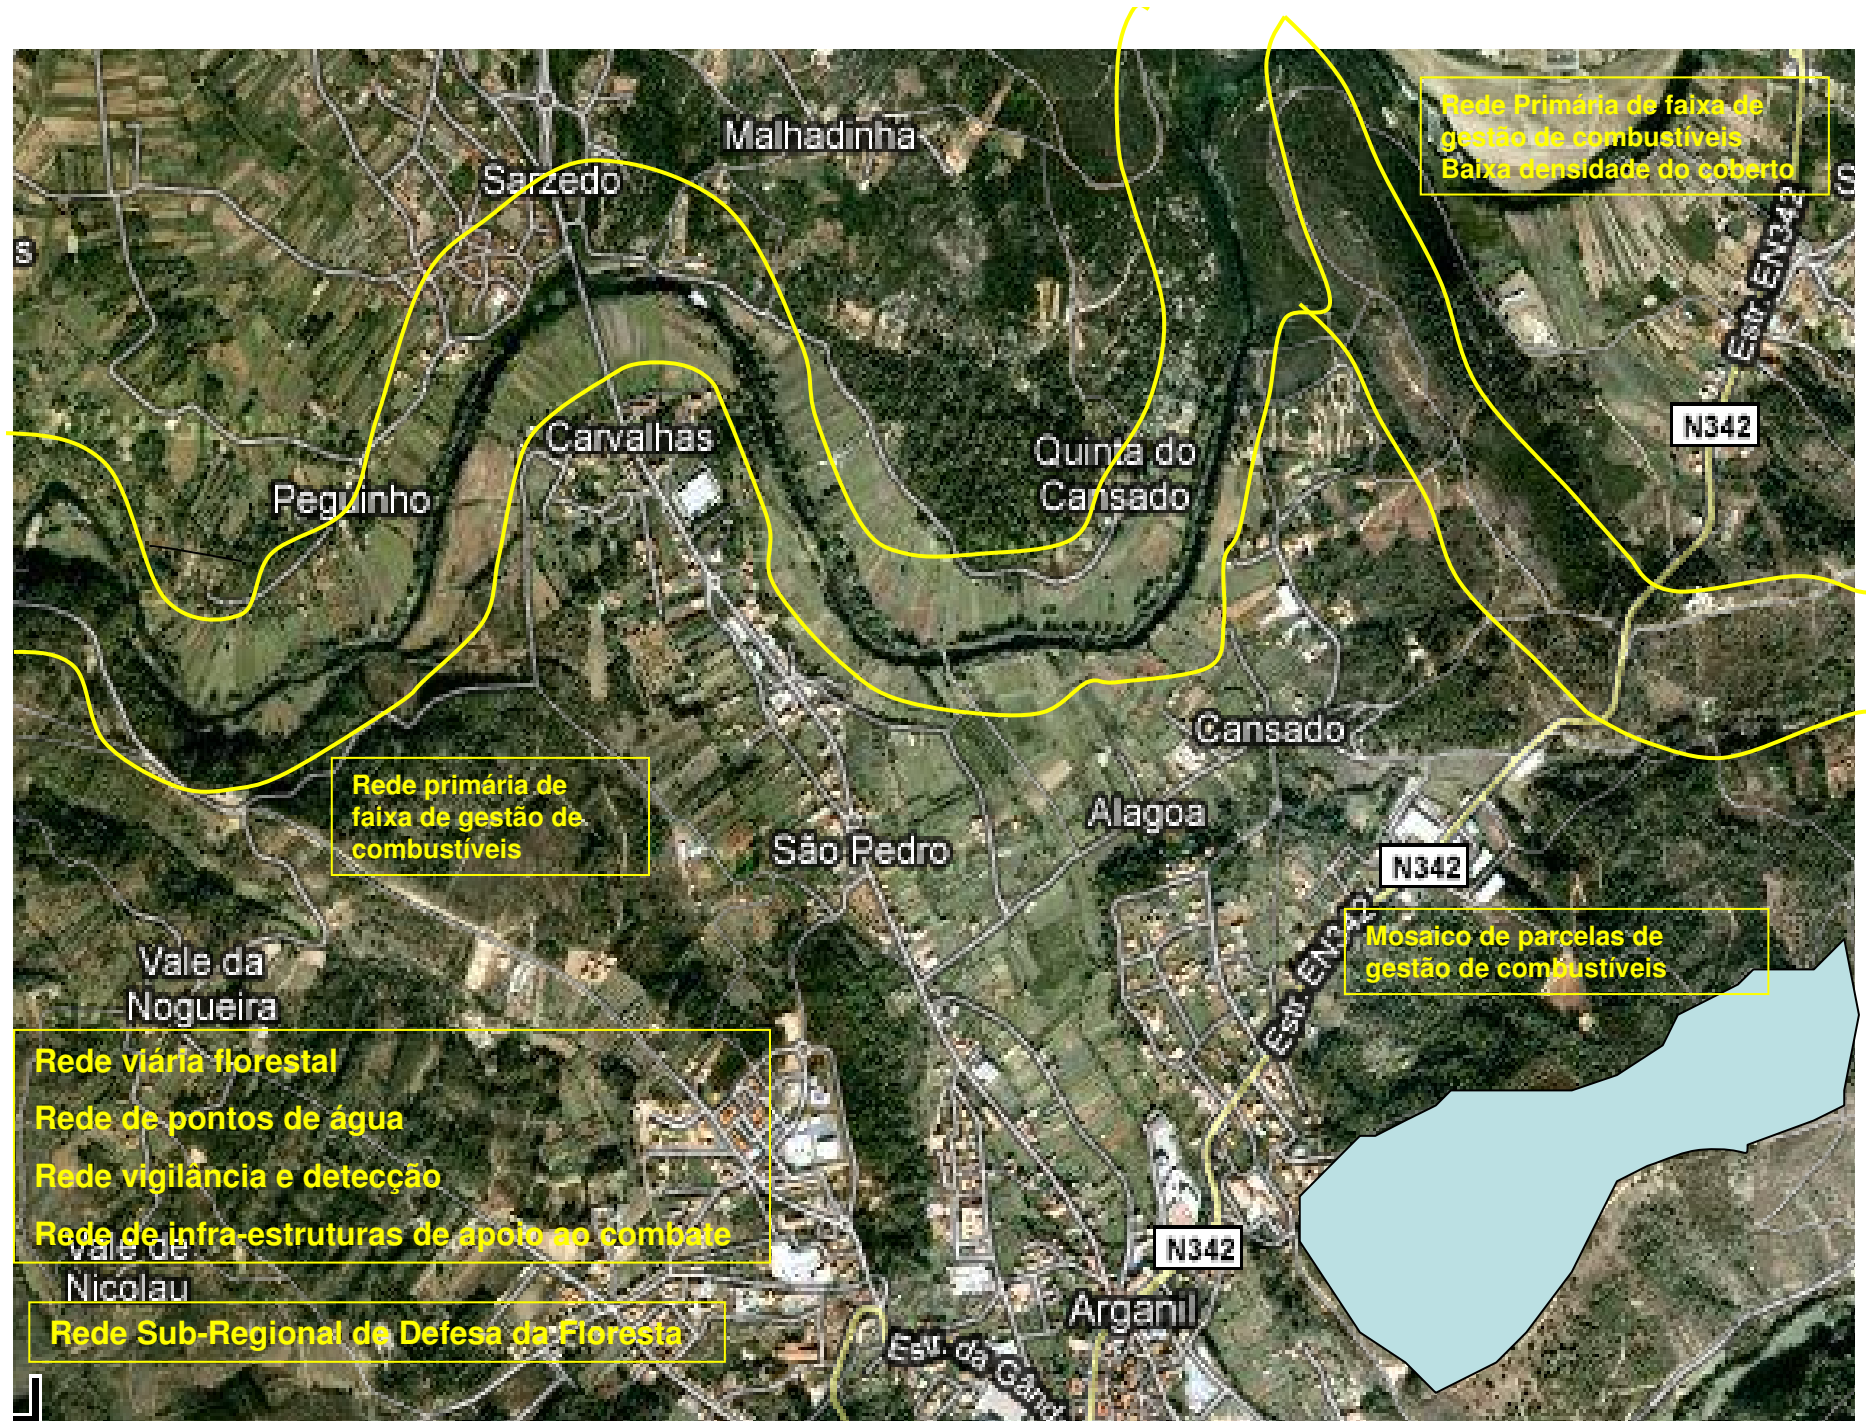 Rede Primária de faixa de
gestão de combustíveis
Baixa densidade do coberto
Malhadinha
Sarzedo
S
s
Estr. EN342
N342
Carvalhas
Quinta do
Cansado
Peguinho
Cansado
Rede primária de
faixa de gestão de
combustíveis
Alagoa
São Pedro
N342
Estr. EN342
Mosaico de parcelas de
gestão de combustíveis
Vale da
Nogueira
Rede viária florestal
Rede de pontos de água
Rede vigilância e detecção
Rede de infra-estruturas de apoio ao combate
Vale de
Nicolau
N342
Arganil
Rede Sub-Regional de Defesa da Floresta
Estr. da Gand